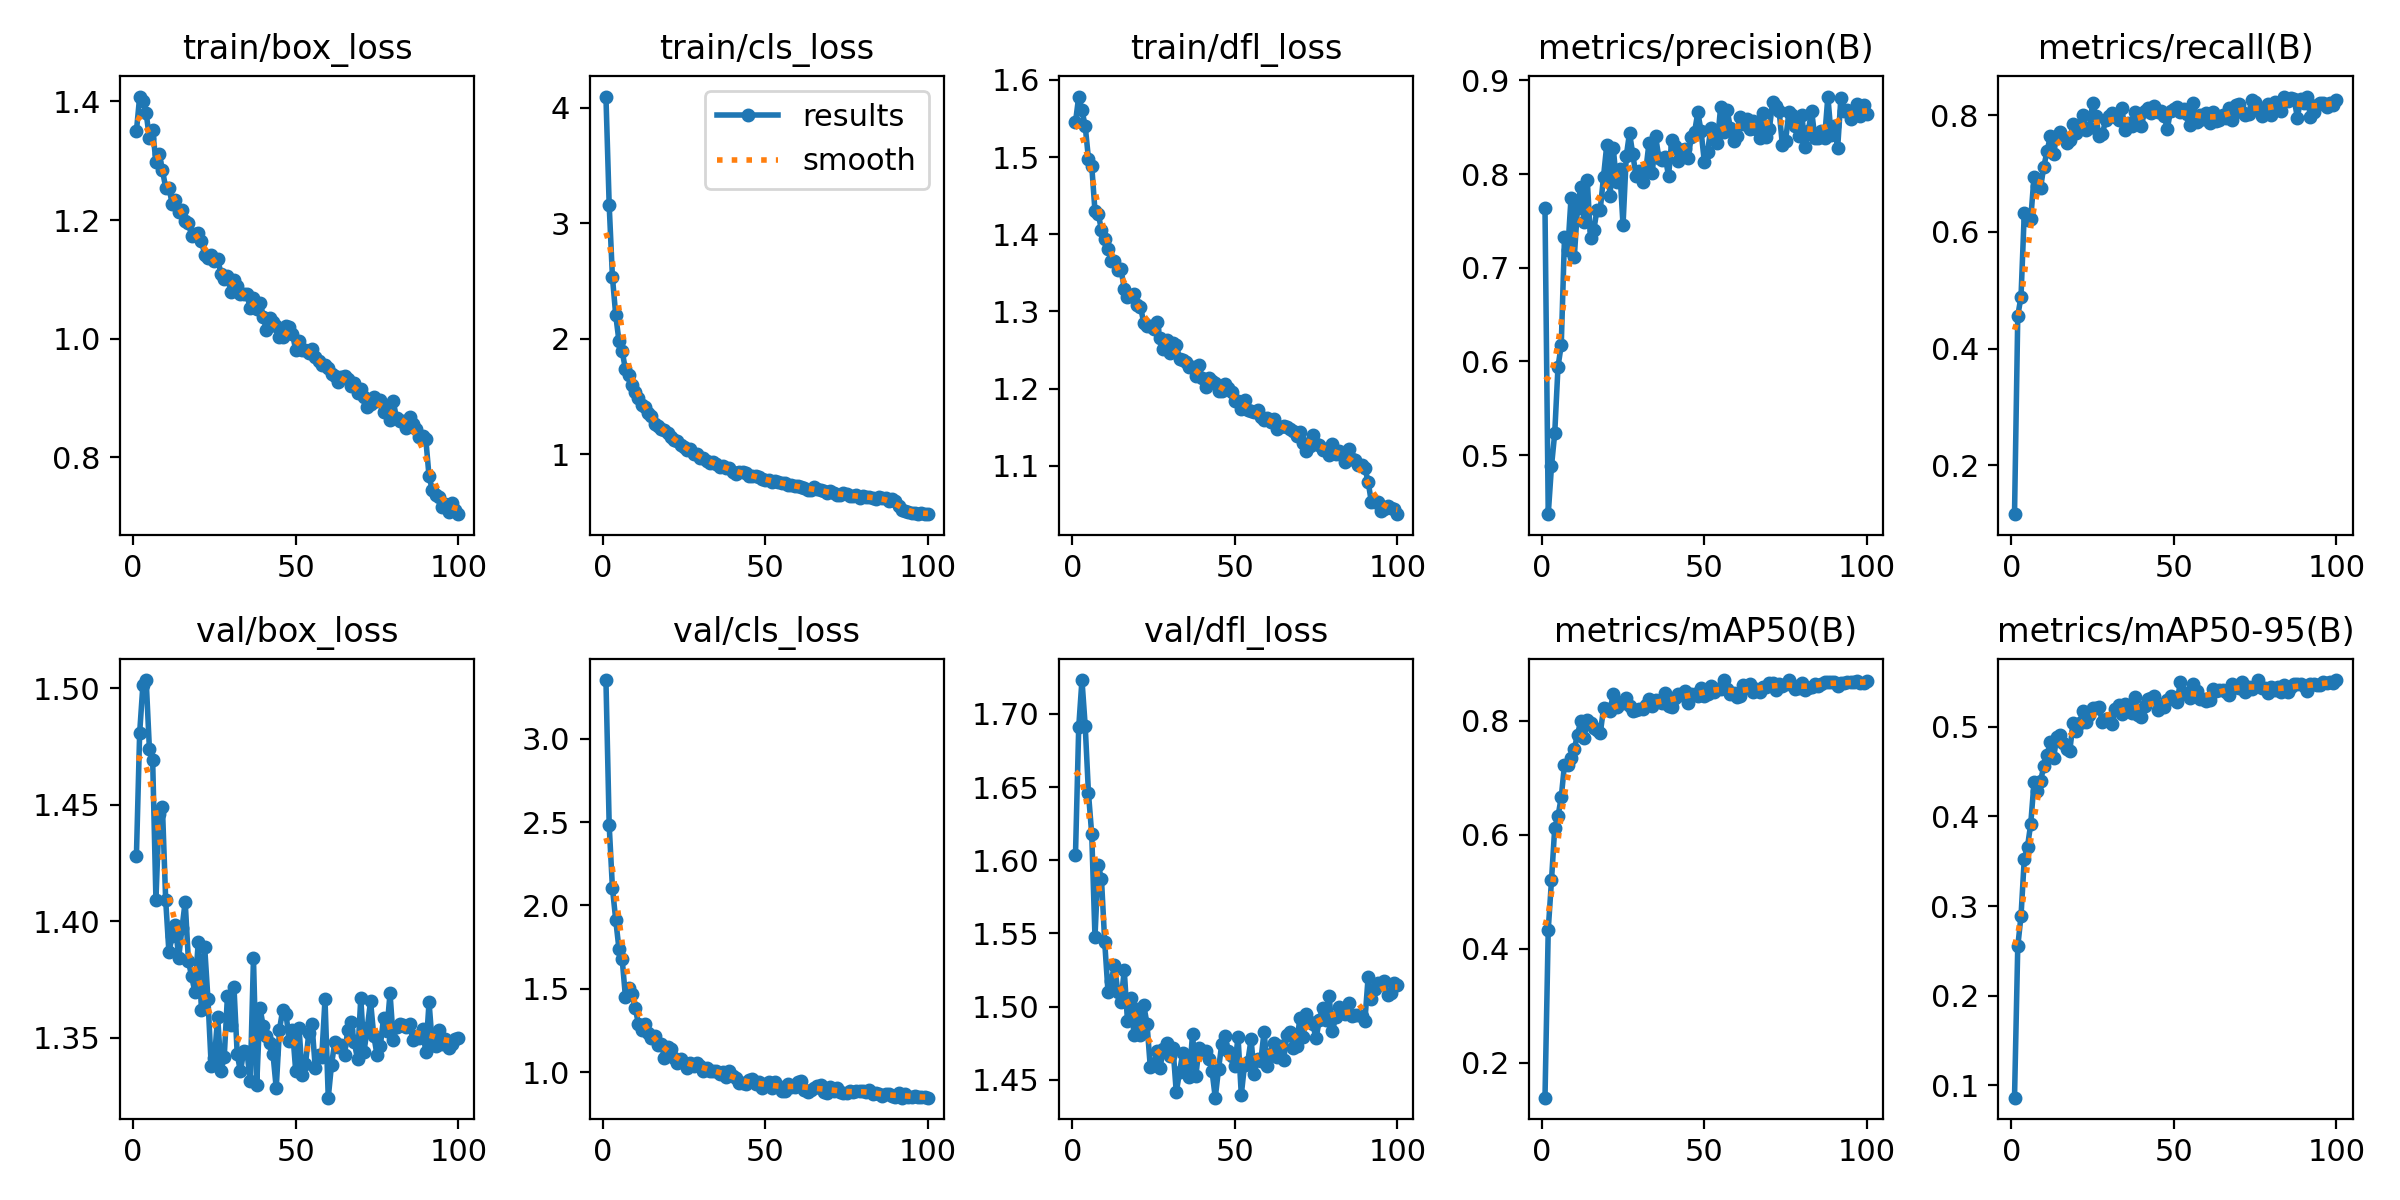 train/box_loss
1.4
1.2
1.0
0.8
0 50 100
train/cls_loss
results
smooth
4
3
2
1
0 50 100
train/dfl_loss
1.6
1.5
1.4
1.3
1.2
1.1
0 50 100
metrics/precision(B)
0.9
0.8
0.7
0.6
0.5
0 50 100
metrics/recall(B)
0.8
0.6
0.4
0.2
0 50 100
val/box_loss
1.50
1.45
1.40
1.35
0 50 100
val/cls_loss
3.0
2.5
2.0
1.5
1.0
0 50 100
val/dfl_loss
1.70
1.65
1.60
1.55
1.50
1.45
0 50 100
metrics/mAP50(B)
0.8
0.6
0.4
0.2
0 50 100
metrics/mAP50-95(B)
0.5
0.4
0.3
0.2
0.1
0 50 100